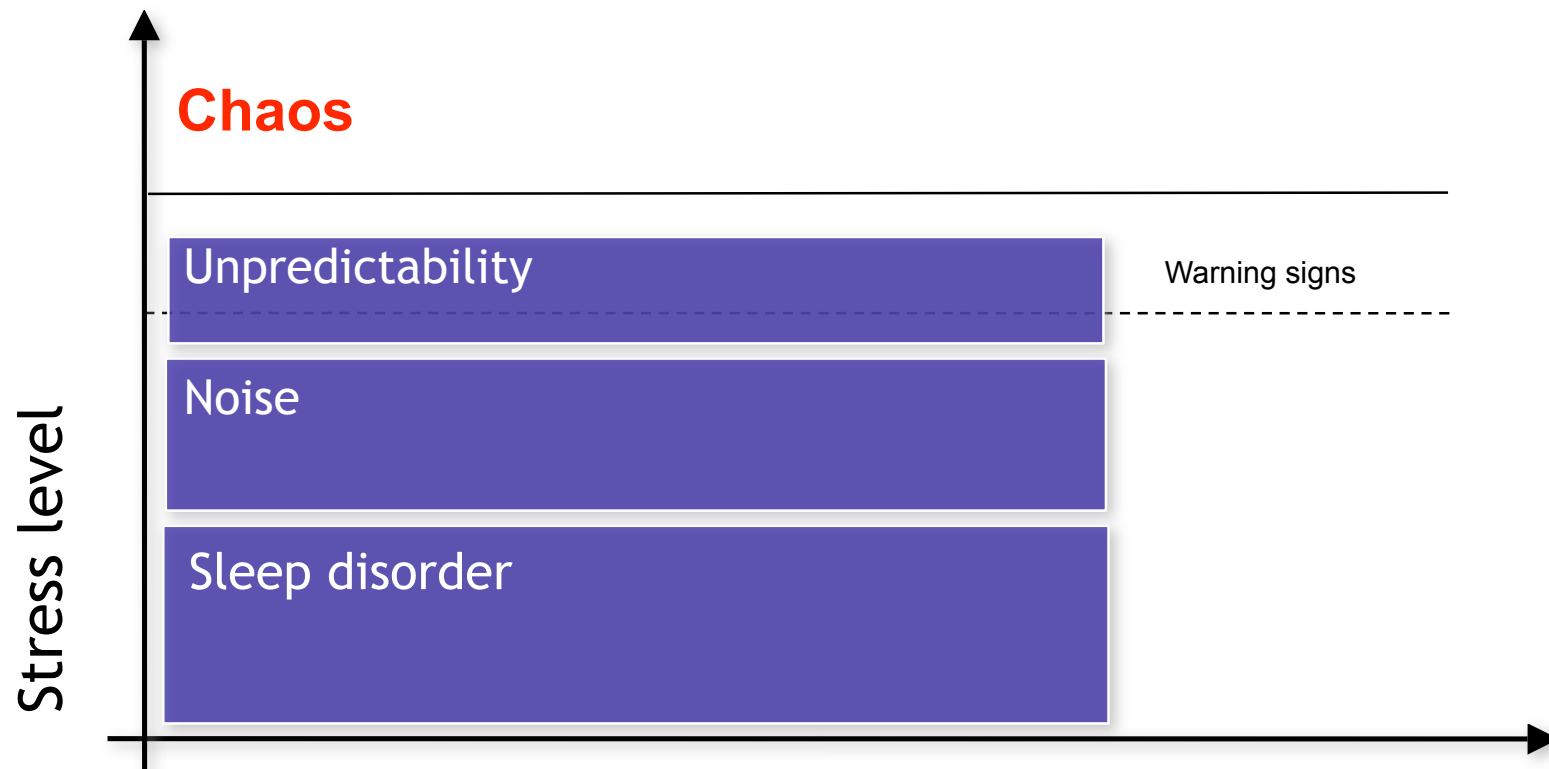 Chaos
Unpredictability
Warning signs
Noise
Sleep disorder
Stress level